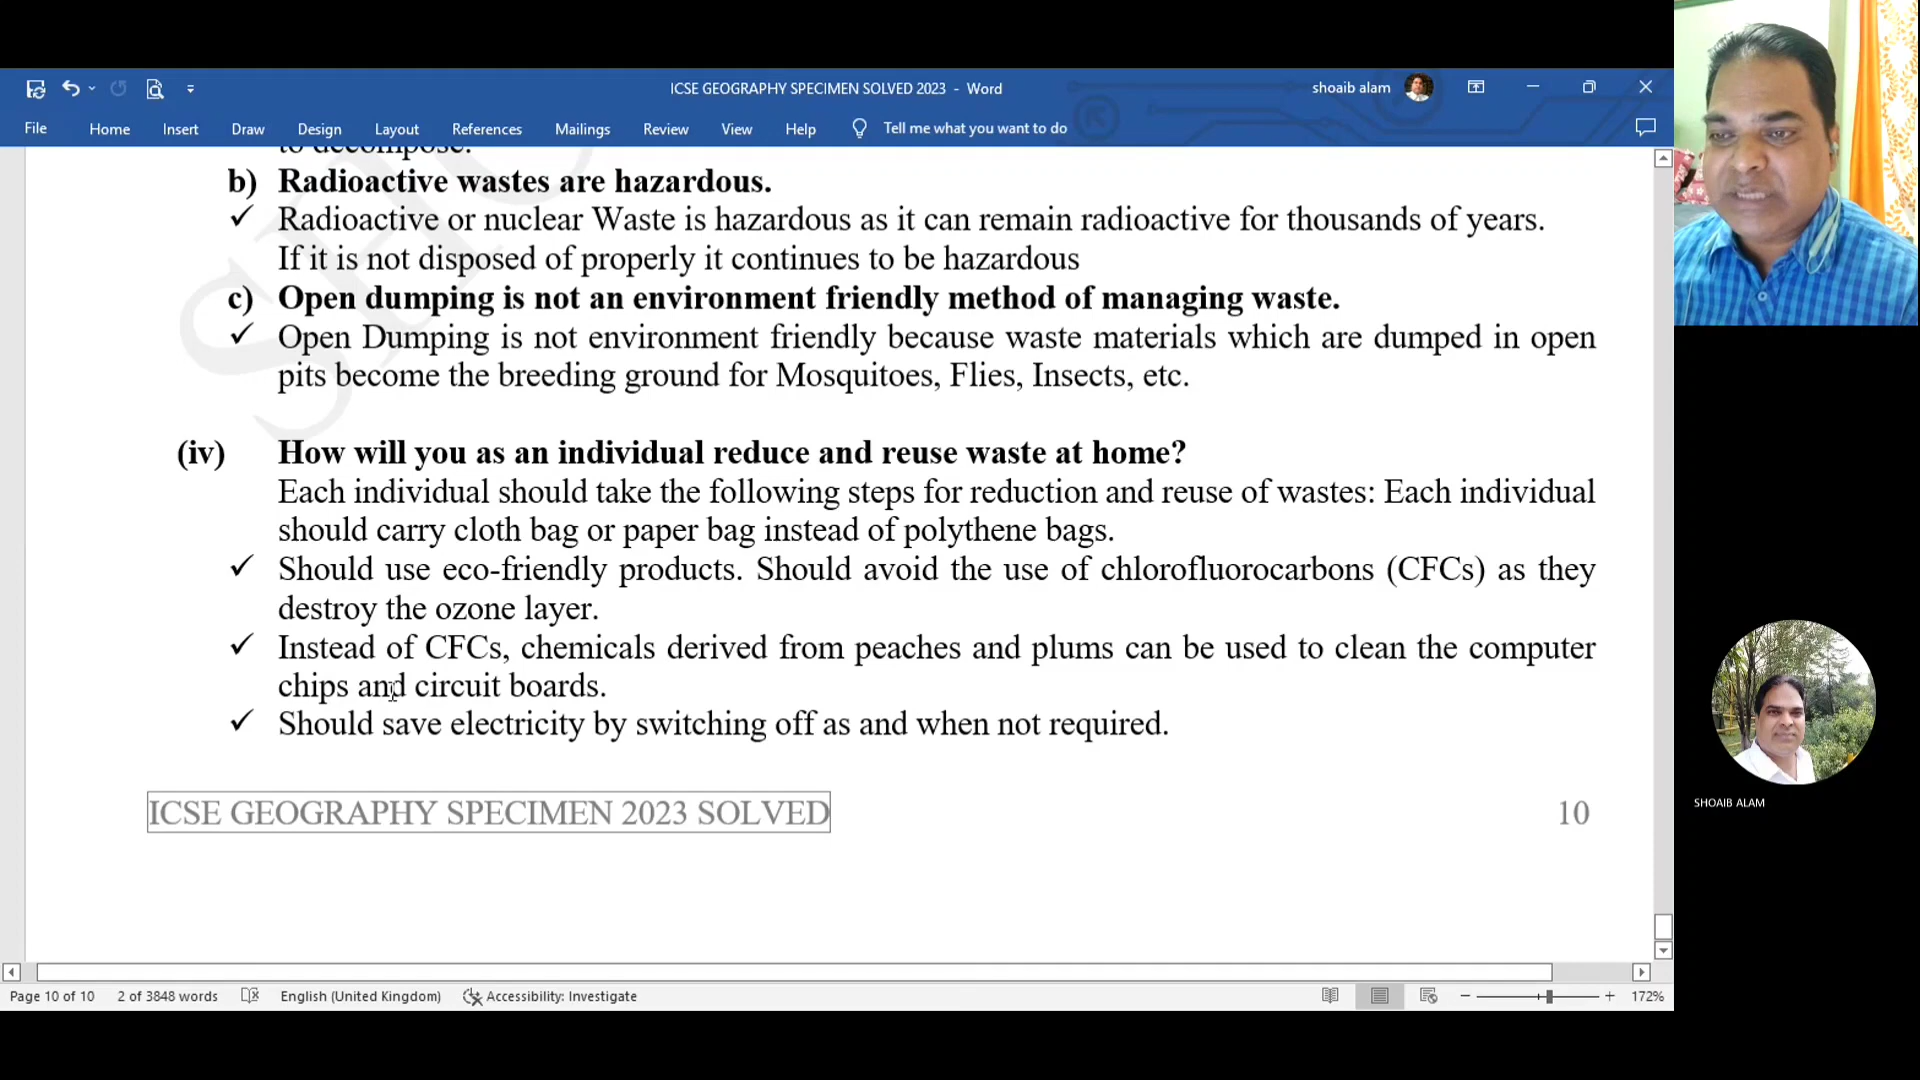 ICSE GEOGRAPHY SPECIMEN SOLVED 2023 - Word
shoaib alam
File Home Insert Draw Design Layout References Mailings Review View Help Tell me what you want to do
to decompose.
b) Radioactive wastes are hazardous.
✓ Radioactive or nuclear Waste is hazardous as it can remain radioactive for thousands of years.
If it is not disposed of properly it continues to be hazardous
c) Open dumping is not an environment friendly method of managing waste.
✓ Open Dumping is not environment friendly because waste materials which are dumped in open
pits become the breeding ground for Mosquitoes, Flies, Insects, etc.
(iv) How will you as an individual reduce and reuse waste at home?
Each individual should take the following steps for reduction and reuse of wastes: Each individual
should carry cloth bag or paper bag instead of polythene bags.
✓ Should use eco-friendly products. Should avoid the use of chlorofluorocarbons (CFCs) as they
destroy the ozone layer.
✓ Instead of CFCs, chemicals derived from peaches and plums can be used to clean the computer
chips and circuit boards.
✓ Should save electricity by switching off as and when not required.
ICSE GEOGRAPHY SPECIMEN 2023 SOLVED 10
SHOAIB ALAM
Page 10 of 10 2 of 3848 words English (United Kingdom) Accessibility: Investigate 172%